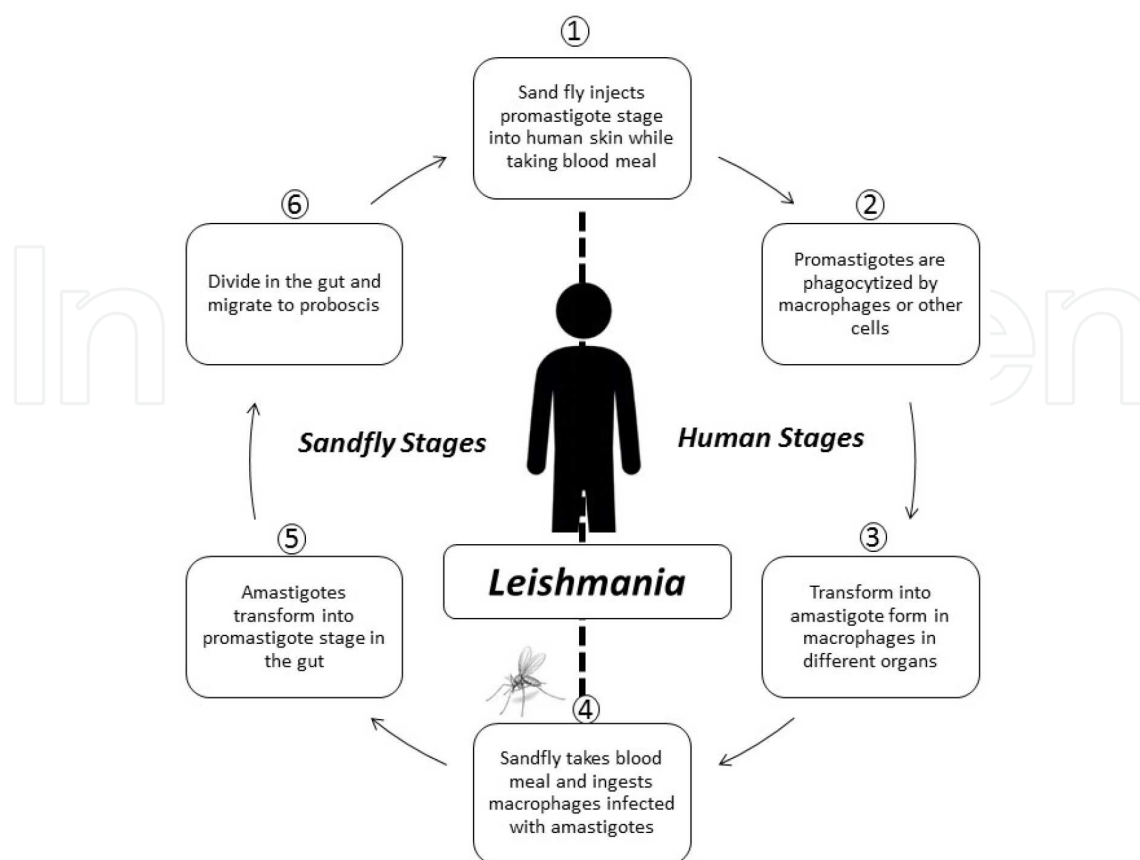 ①
Sand fly injects
promastigote stage
into human skin while
taking blood meal
②
Promastigotes are
phagocytized by
macrophages or other
cells
③
Transform into
amastigote form in
macrophages in
different organs
④
Sandfly takes blood
meal and ingests
macrophages infected
with amastigotes
⑤
Amastigotes
transform into
promastigote stage in
the gut
⑥
Divide in the gut and
migrate to proboscis
Sandfly Stages
Human Stages
Leishmania